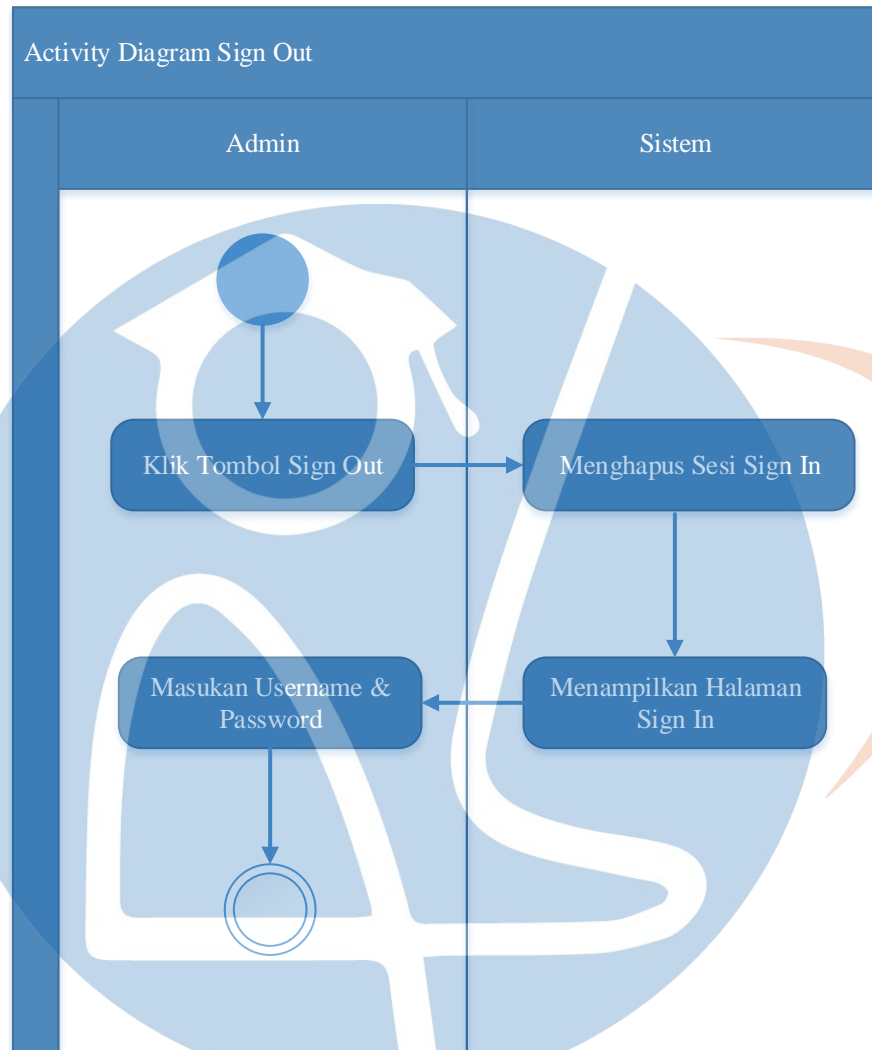 Activity Diagram Sign Out
Admin
Sistem
Klik Tombol Sign Out
Menghapus Sesi Sign In
Masukan Username &
Password
Menampilkan Halaman
Sign In